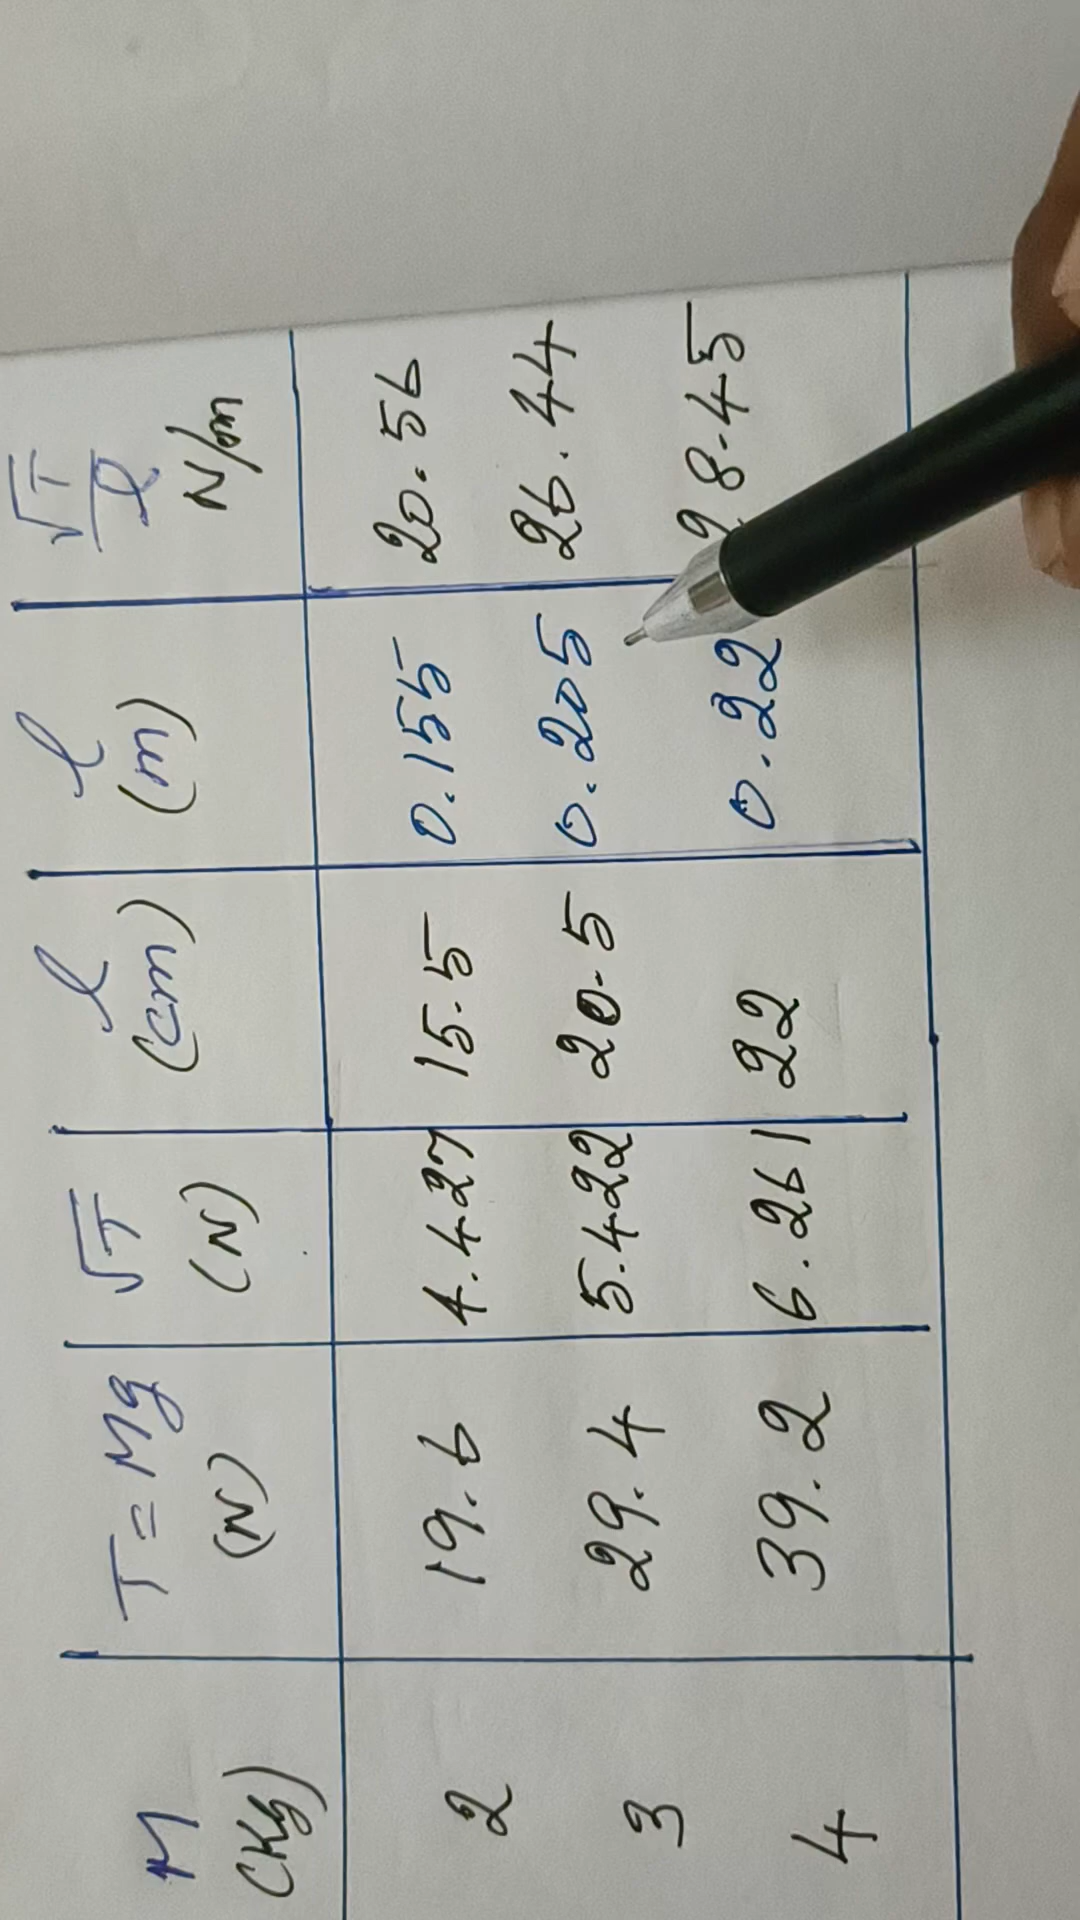 M T = Mg √T l l √T/l
(Kg) (N) (N) (cm) (m) N/m
2 19.6 4.427 15.5 0.155 20.56
3 29.4 5.422 20.5 0.205 26.44
4 39.2 6.261 22 0.22 28.45